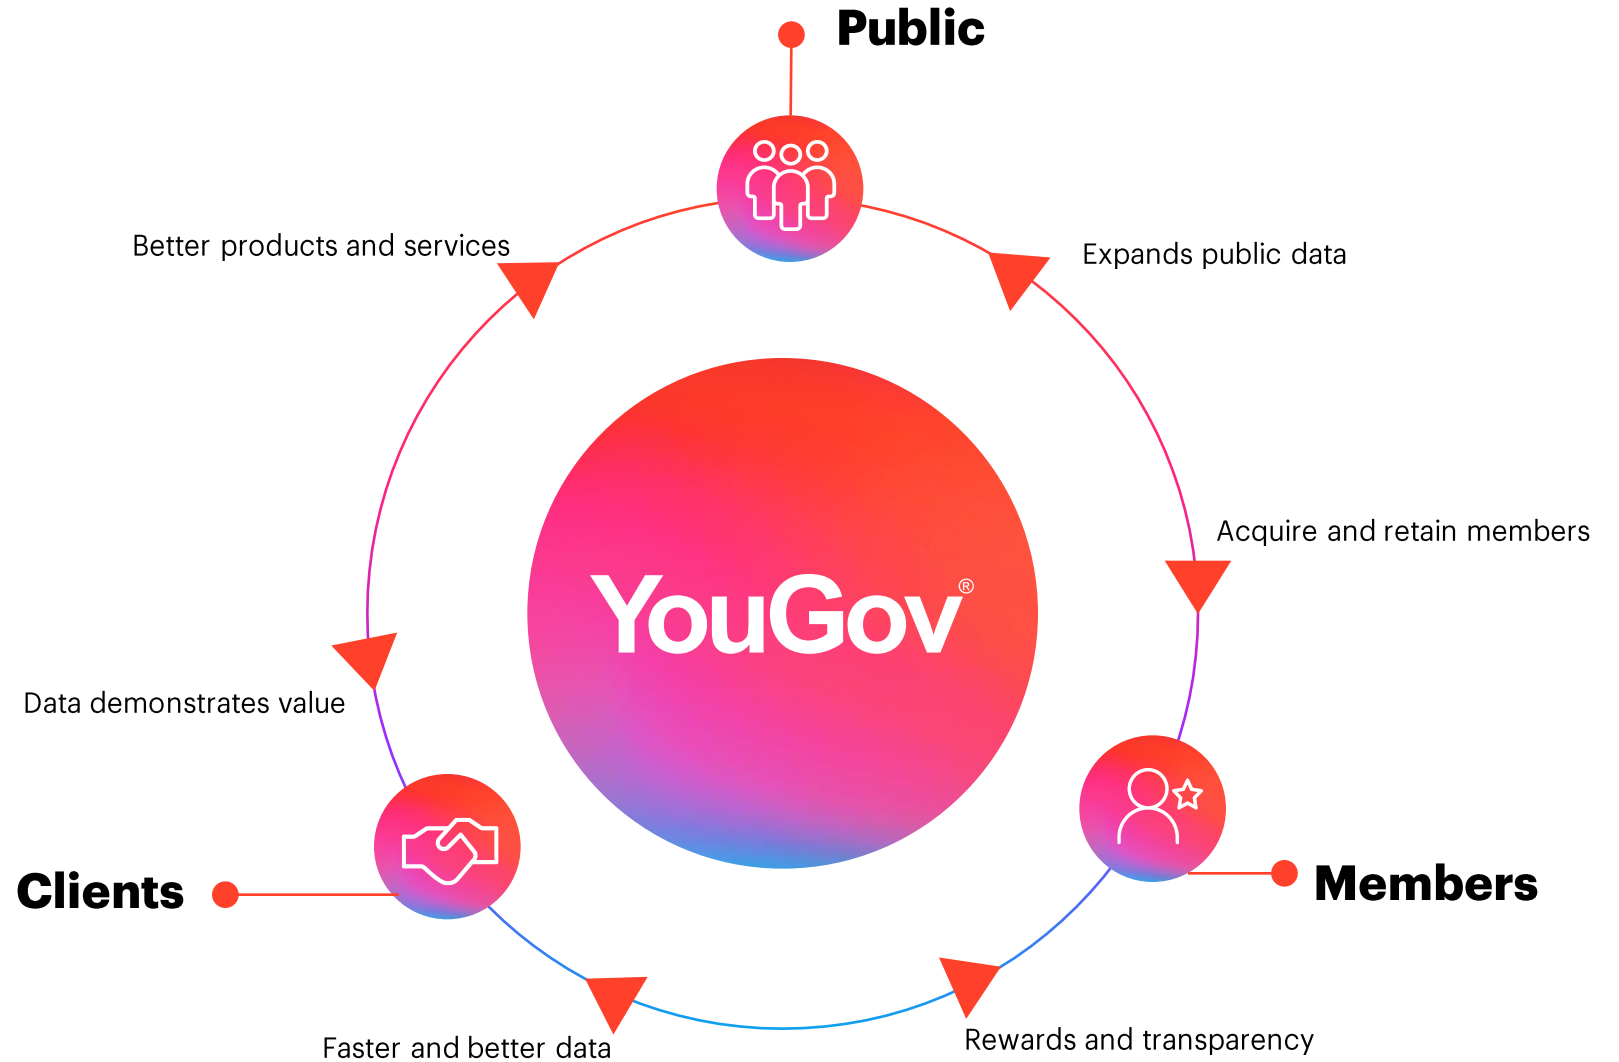 Public
Better products and services
Expands public data
Acquire and retain members
YouGov®
Data demonstrates value
Clients
Members
Rewards and transparency
Faster and better data